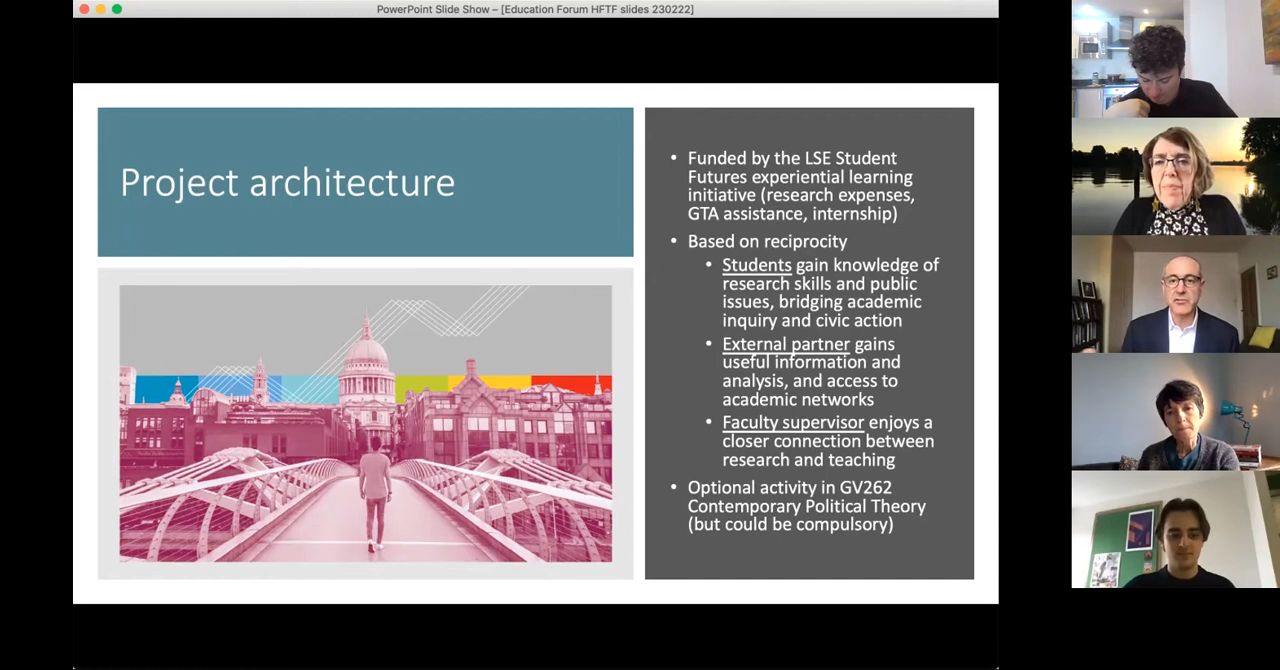 PowerPoint Slide Show – [Education Forum HFTF slides 230222]
Project architecture
• Funded by the LSE Student
Futures experiential learning
initiative (research expenses,
GTA assistance, internship)
• Based on reciprocity
• Students gain knowledge of
research skills and public
issues, bridging academic
inquiry and civic action
• External partner gains
useful information and
analysis, and access to
academic networks
• Faculty supervisor enjoys a
closer connection between
research and teaching
• Optional activity in GV262
Contemporary Political Theory
(but could be compulsory)